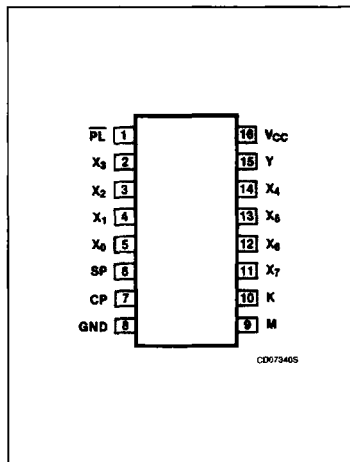 PL 1 16 VCC
X3 2 15 Y
X2 3 14 X4
X1 4 13 X5
X0 5 12 X6
SP 6 11 X7
CP 7 10 K
GND 8 9 M
CD07340S